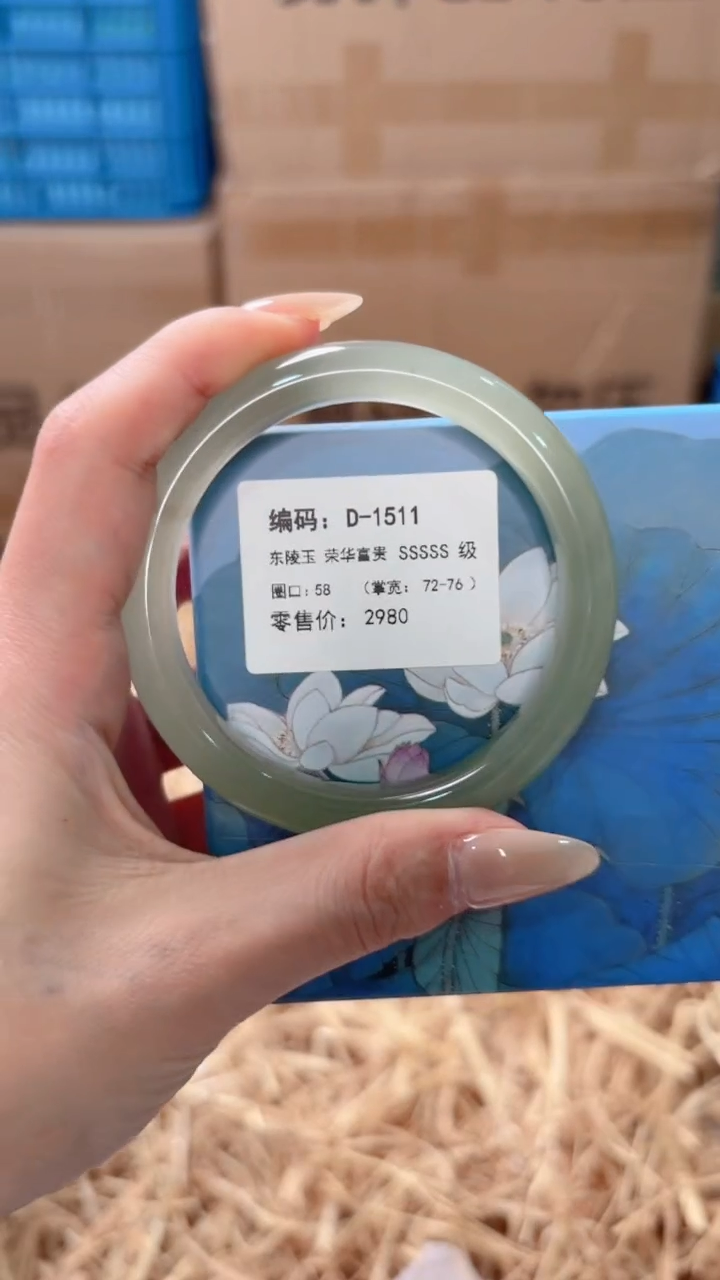 编码：D-1511
东陵玉 荣华富贵 SSSSS 级
圈口：58 （掌宽：72-76 ）
零售价：2980